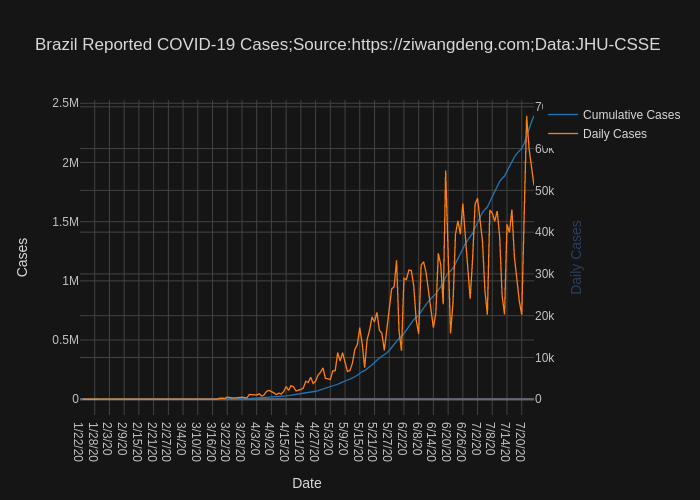 Brazil Reported COVID-19 Cases;Source:https://ziwangdeng.com;Data:JHU-CSSE
Cumulative Cases
Daily Cases
2.5M
2M
1.5M
1M
0.5M
0
Cases
60k
50k
40k
30k
20k
10k
0
Daily Cases
1/22/20
1/28/20
2/3/20
2/9/20
2/15/20
2/21/20
2/27/20
3/4/20
3/10/20
3/16/20
3/22/20
3/28/20
4/3/20
4/9/20
4/15/20
4/21/20
4/27/20
5/3/20
5/9/20
5/15/20
5/21/20
5/27/20
6/2/20
6/8/20
6/14/20
6/20/20
6/26/20
7/2/20
7/8/20
7/14/20
7/20/20
Date